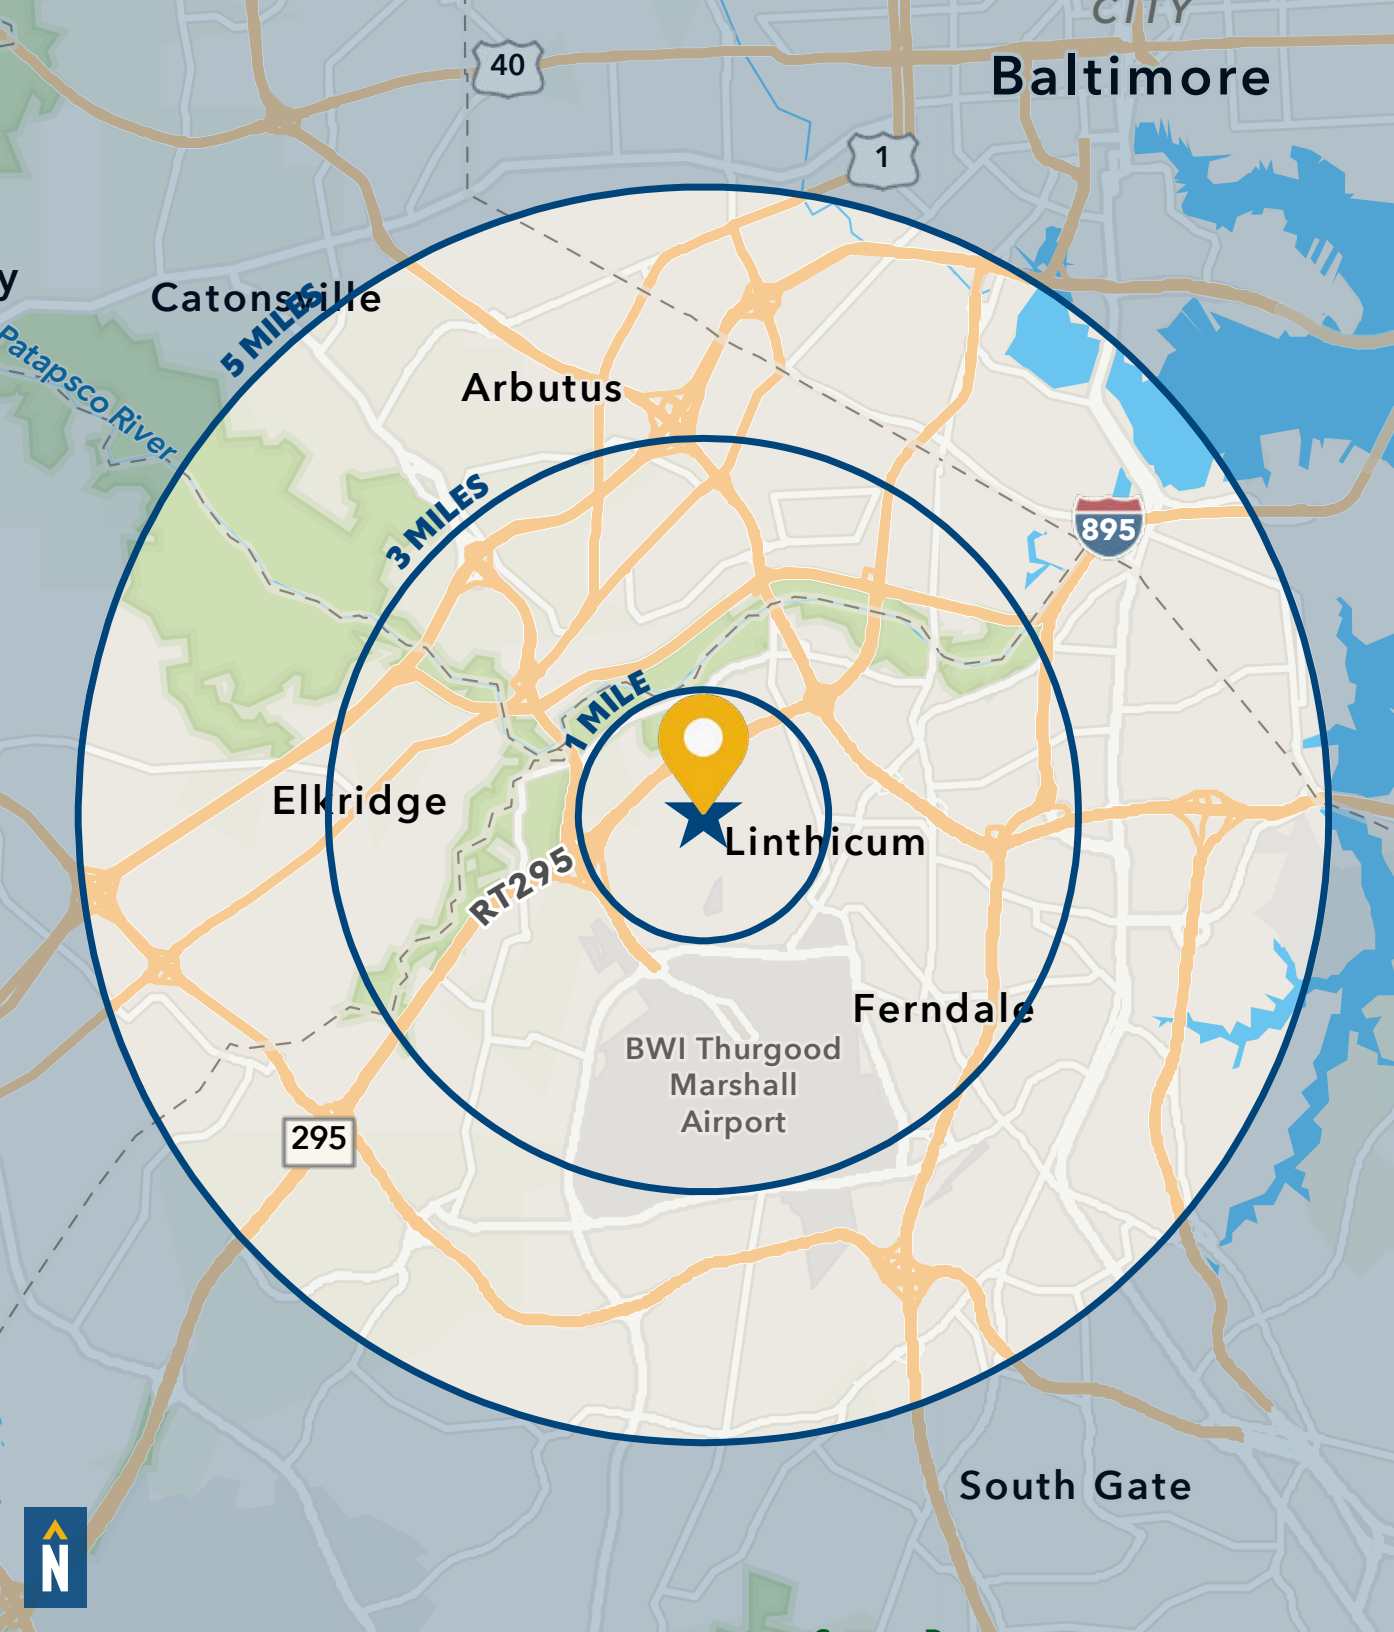 CITY
40
Baltimore
1
y
Catonsville
5 MILES
Patapsco River
Arbutus
3 MILES
895
1 MILE
Elkridge
Linthicum
RT295
Ferndale
BWI Thurgood
Marshall
Airport
295
South Gate
N